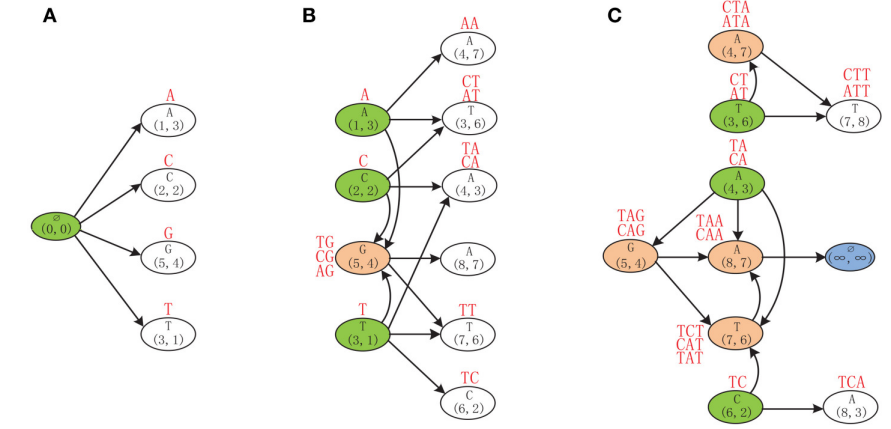 A
A
A
(1, 3)
C
C
(2, 2)
∅
(0, 0)
G
G
(5, 4)
T
T
(3, 1)
B
AA
A
(4, 7)
A
A
(1, 3)
CT
AT
T
(3, 6)
C
C
(2, 2)
TA
CA
A
(4, 3)
TG
CG
AG
G
(5, 4)
A
(8, 7)
T
T
(3, 1)
TT
T
(7, 6)
TC
C
(6, 2)
C
CTA
ATA
A
(4, 7)
CT
AT
T
(3, 6)
CTT
ATT
T
(7, 8)
TA
CA
A
(4, 3)
TAG
CAG
G
(5, 4)
TAA
CAA
A
(8, 7)
∅
(∞, ∞)
TCT
CAT
TAT
T
(7, 6)
TC
C
(6, 2)
TCA
A
(8, 3)